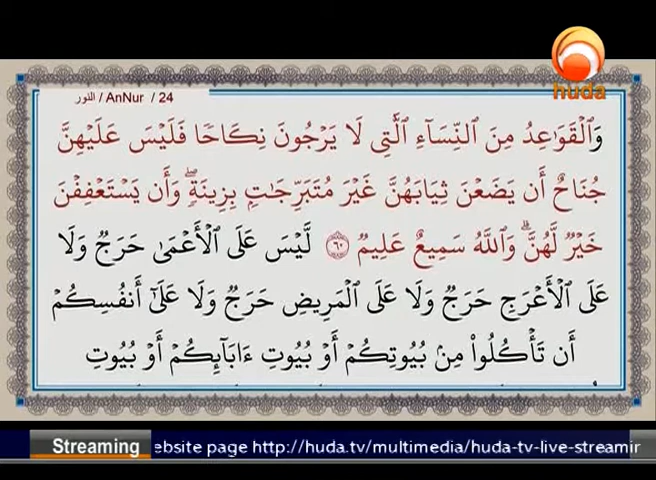 huda
النور / AnNur / 24
وَٱلۡقَوَٰعِدُ مِنَ ٱلنِّسَآءِ ٱلَّٰتِي لَا يَرۡجُونَ نِكَاحٗا فَلَيۡسَ عَلَيۡهِنَّ
جُنَاحٌ أَن يَضَعۡنَ ثِيَابَهُنَّ غَيۡرَ مُتَبَرِّجَٰتِۭ بِزِينَةٖۖ وَأَن يَسۡتَعۡفِفۡنَ
خَيۡرٞ لَّهُنَّۗ وَٱللَّهُ سَمِيعٌ عَلِيمٞ ٦٠ لَّيۡسَ عَلَى ٱلۡأَعۡمَىٰ حَرَجٞ وَلَا
عَلَى ٱلۡأَعۡرَجِ حَرَجٞ وَلَا عَلَى ٱلۡمَرِيضِ حَرَجٞ وَلَا عَلَىٰٓ أَنفُسِكُمۡ
أَن تَأۡكُلُواْ مِنۢ بُيُوتِكُمۡ أَوۡ بُيُوتِ ءَابَآئِكُمۡ أَوۡ بُيُوتِ
Streaming ebsite page http://huda.tv/multimedia/huda-tv-live-streamir